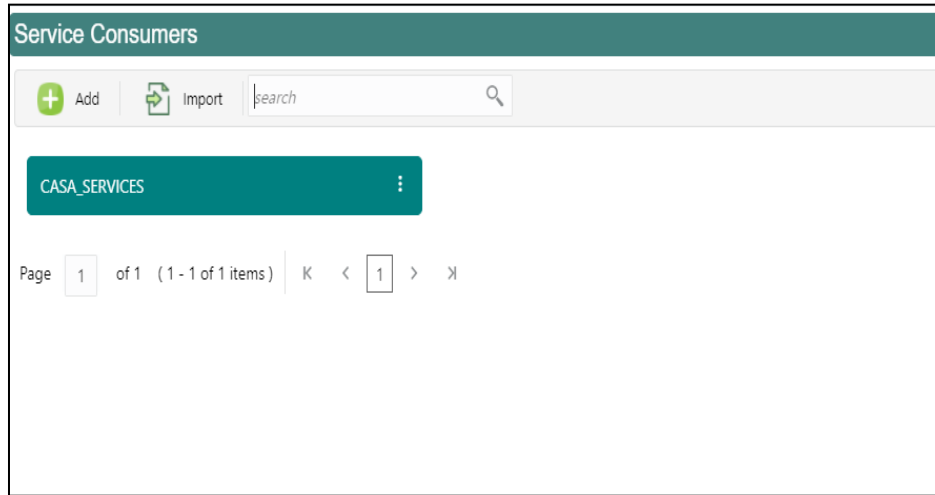 Service Consumers
Add Import search
CASA_SERVICES
Page 1 of 1 ( 1 - 1 of 1 items ) 1